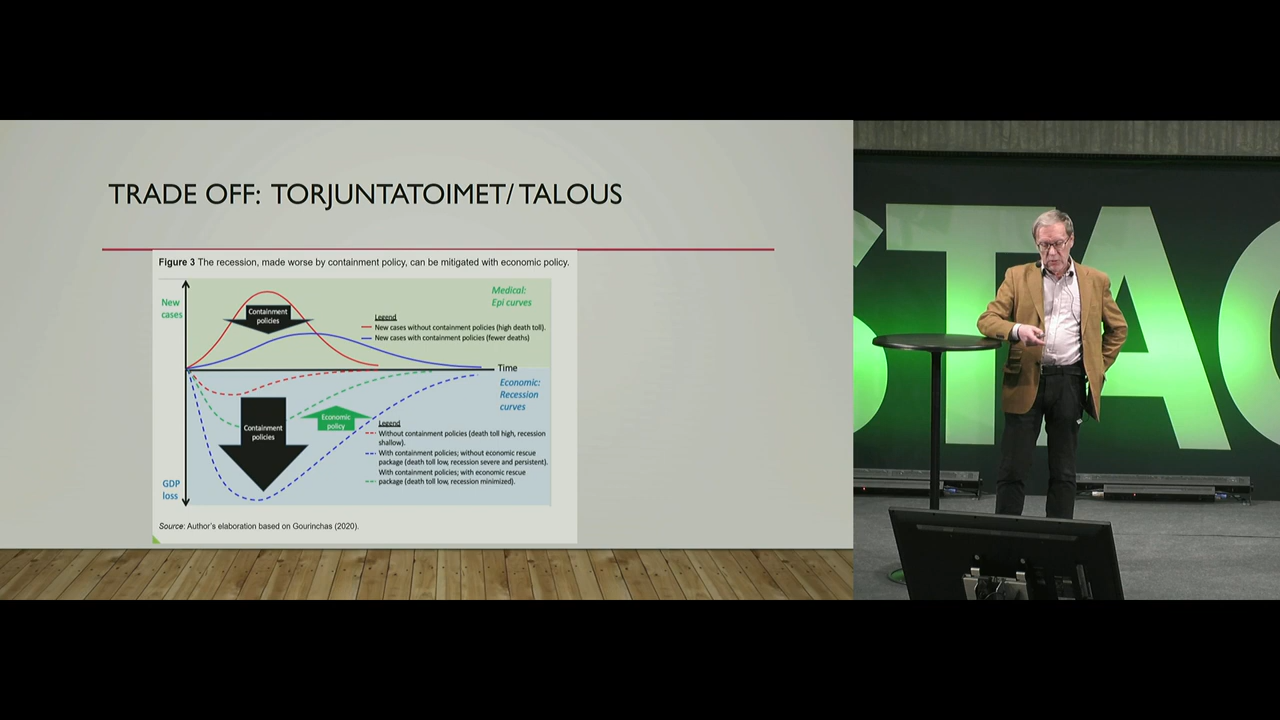 TRADE OFF: TORJUNTATOIMET/ TALOUS
Figure 3 The recession, made worse by containment policy, can be mitigated with economic policy.
New
cases
Medical:
Epi curves
Containment
policies
Legend
New cases without containment policies (high death toll).
New cases with containment policies (fewer deaths)
Time
Economic:
Recession
curves
Economic
policy
Containment
policies
Legend
Without containment policies (death toll high, recession
shallow).
With containment policies; without economic rescue
package (death toll low, recession severe and persistent).
With containment policies; with economic rescue
package (death toll low, recession minimized).
GDP
loss
Source: Author's elaboration based on Gourinchas (2020).
STA